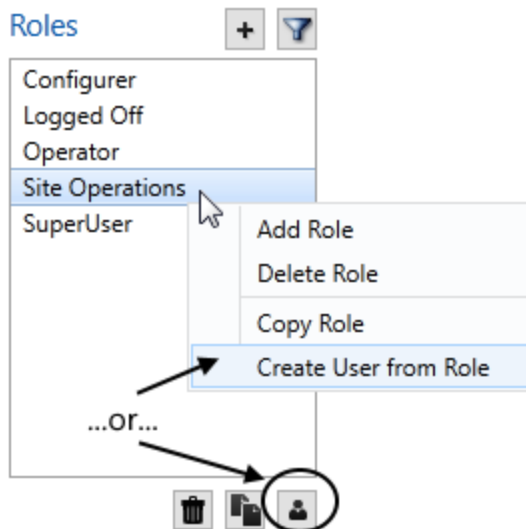 Roles
Configurer
Logged Off
Operator
Site Operations
SuperUser
Add Role
Delete Role
Copy Role
Create User from Role
...or...